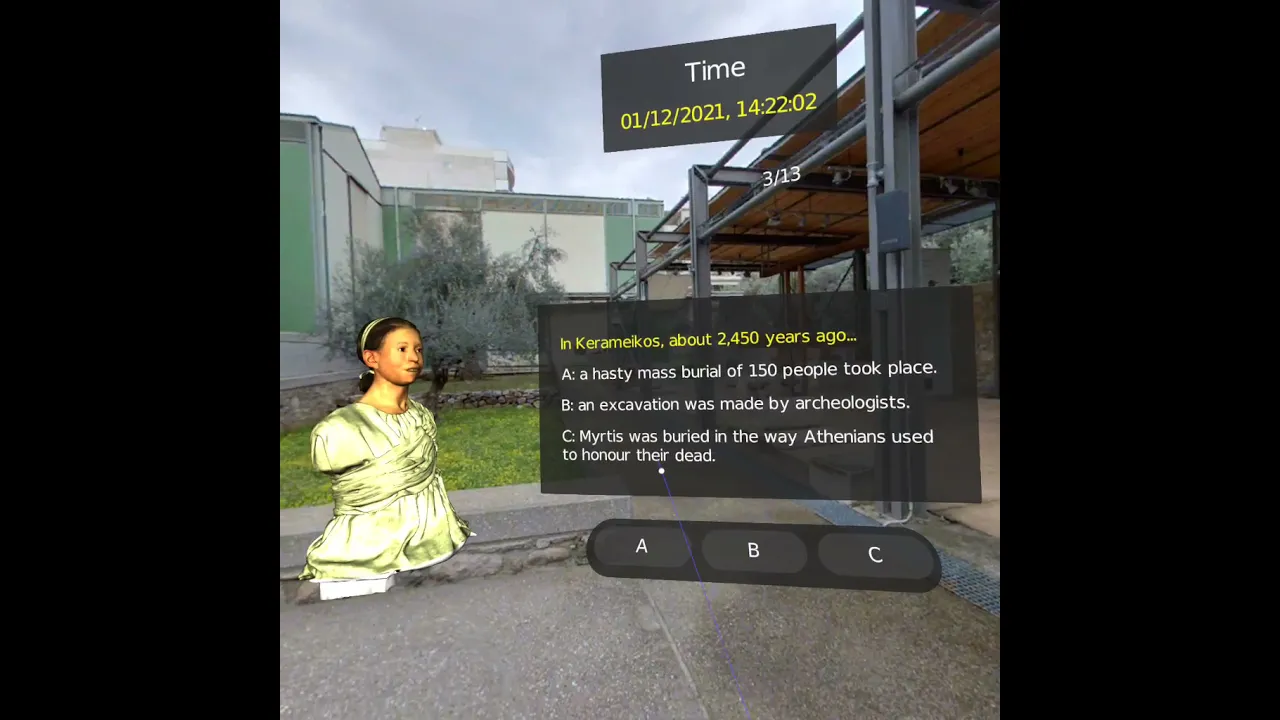 Time
01/12/2021, 14:22:02
3/13
In Kerameikos, about 2,450 years ago...
A: a hasty mass burial of 150 people took place.
B: an excavation was made by archeologists.
C: Myrtis was buried in the way Athenians used
to honour their dead.
A B C